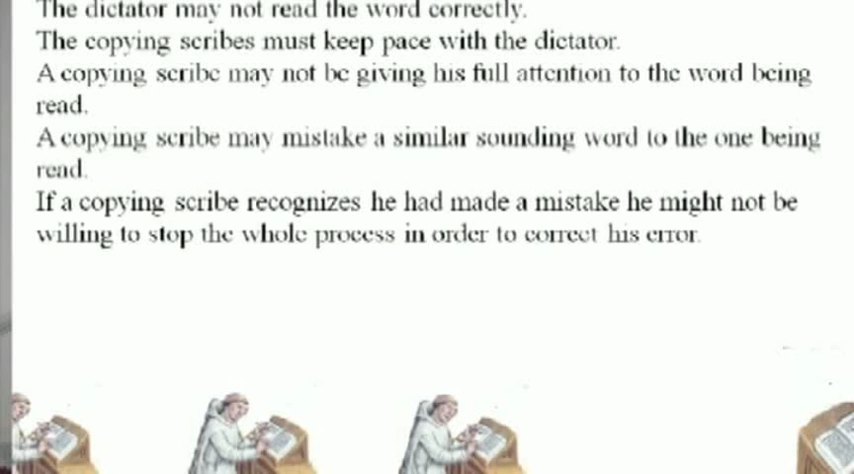 The dictator may not read the word correctly.
The copying scribes must keep pace with the dictator.
A copying scribe may not be giving his full attention to the word being
read.
A copying scribe may mistake a similar sounding word to the one being
read.
If a copying scribe recognizes he had made a mistake he might not be
willing to stop the whole process in order to correct his error.